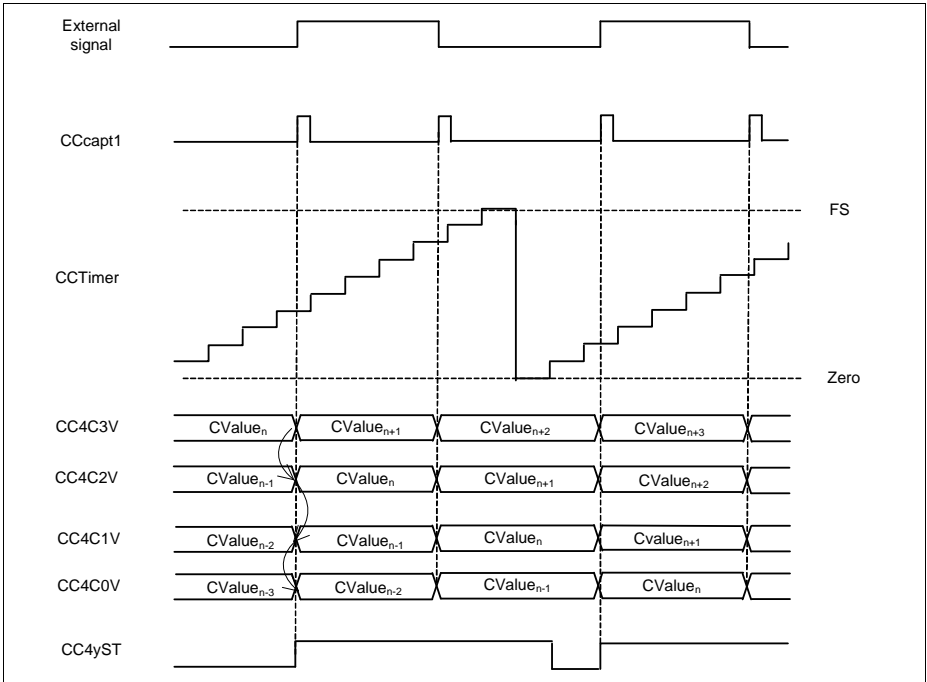 External
signal
CCcapt1
FS
CCTimer
Zero
CC4C3V CValueₙ CValueₙ₊₁ CValueₙ₊₂ CValueₙ₊₃
CC4C2V CValueₙ₋₁ CValueₙ CValueₙ₊₁ CValueₙ₊₂
CC4C1V CValueₙ₋₂ CValueₙ₋₁ CValueₙ Cvalueₙ₊₁
CC4C0V CValueₙ₋₃ CValueₙ₋₂ CValueₙ₋₁ CValueₙ
CC4yST